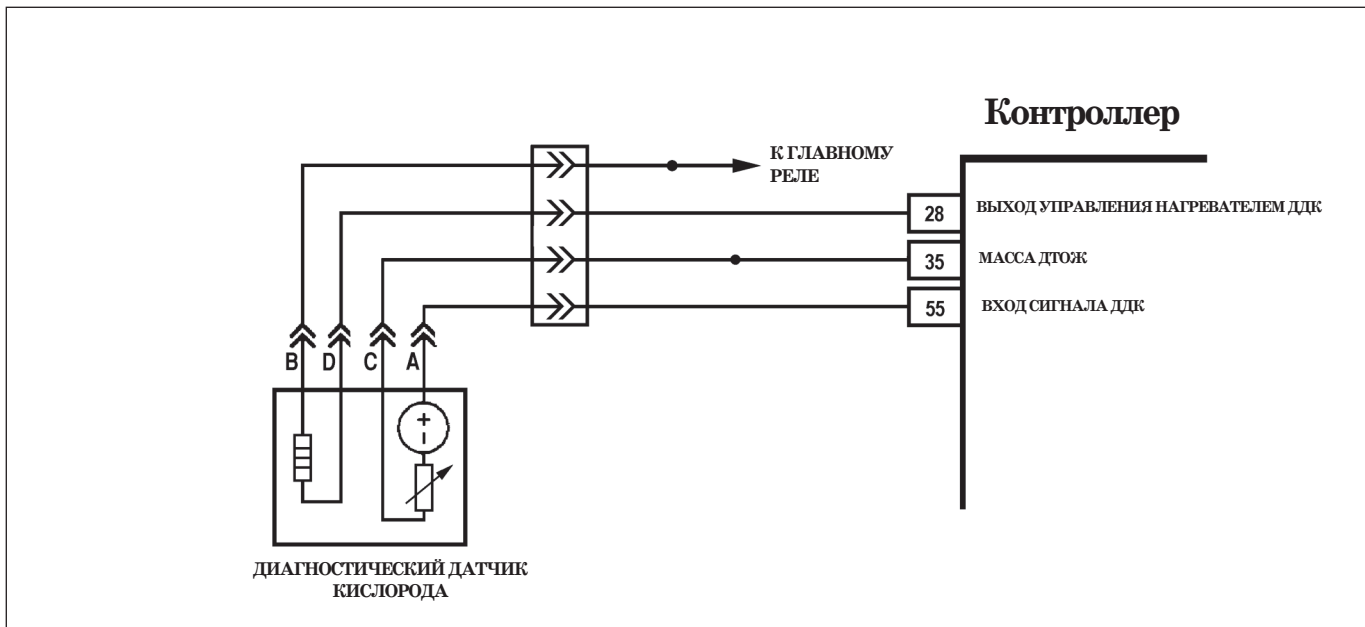 Контроллер
К ГЛАВНОМУ
РЕЛЕ
28
ВЫХОД УПРАВЛЕНИЯ НАГРЕВАТЕЛЕМ ДДК
35
МАССА ДТОЖ
55
ВХОД СИГНАЛА ДДК
B D C A
+
-
ДИАГНОСТИЧЕСКИЙ ДАТЧИК
КИСЛОРОДА